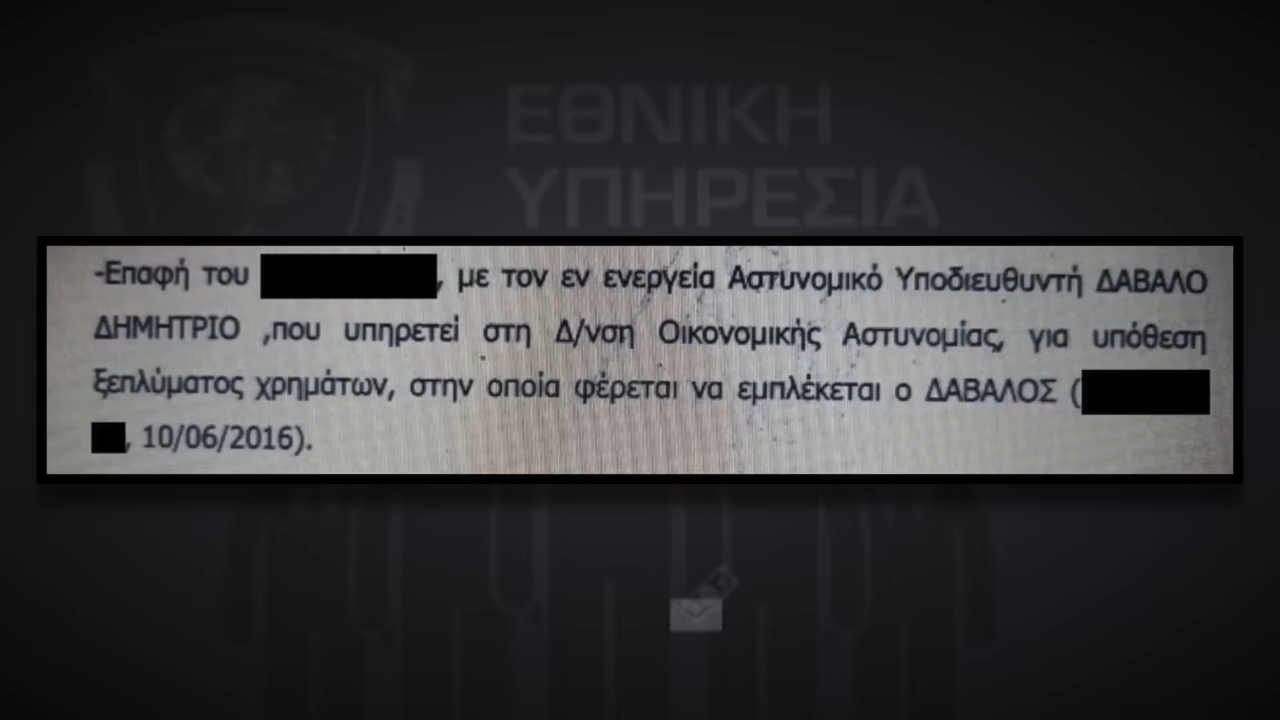 ΕΘΝΙΚΗ
ΥΠΗΡΕΣΙΑ
-Επαφή του , με τον εν ενεργεία Αστυνομικό Υποδιευθυντή ΔΑΒΑΛΟ
ΔΗΜΗΤΡΙΟ ,που υπηρετεί στη Δ/νση Οικονομικής Αστυνομίας, για υπόθεση
ξεπλύματος χρημάτων, στην οποία φέρεται να εμπλέκεται ο ΔΑΒΑΛΟΣ (
, 10/06/2016).